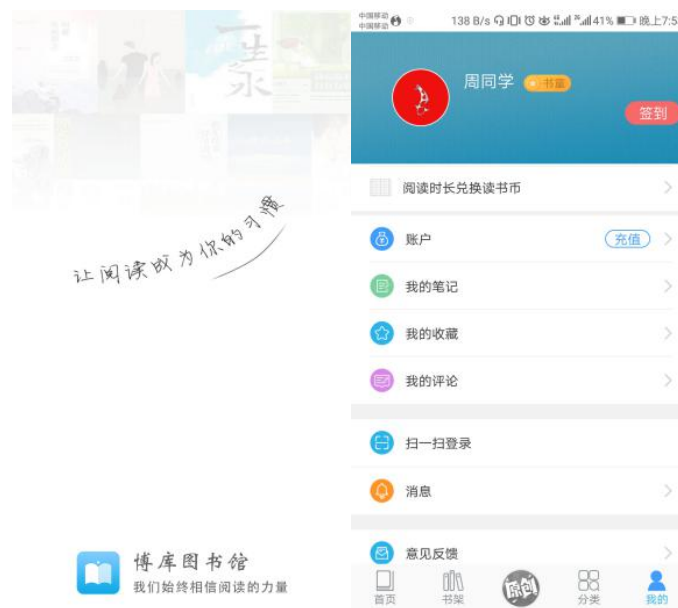 一生
永
让阅读成为你的习惯
博库图书馆
我们始终相信阅读的力量
中国移动
中国移动
138 B/s
41%
晚上7:5
周同学
书童
签到
阅读时长兑换读书币
账户
充值
我的笔记
我的收藏
我的评论
扫一扫登录
消息
意见反馈
首页
书架
原创
分类
我的